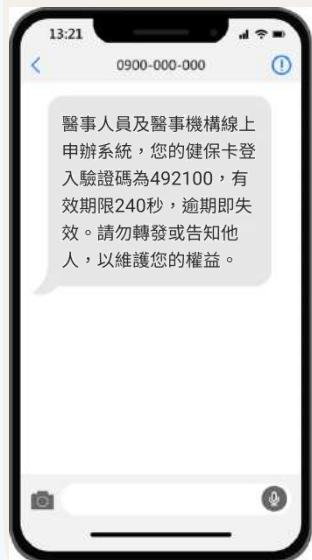 13:21
0900-000-000
醫事人員及醫事機構線上
申辦系統，您的健保卡登
入驗證碼為492100，有
效期限240秒，逾期即失
效。請勿轉發或告知他
人，以維護您的權益。